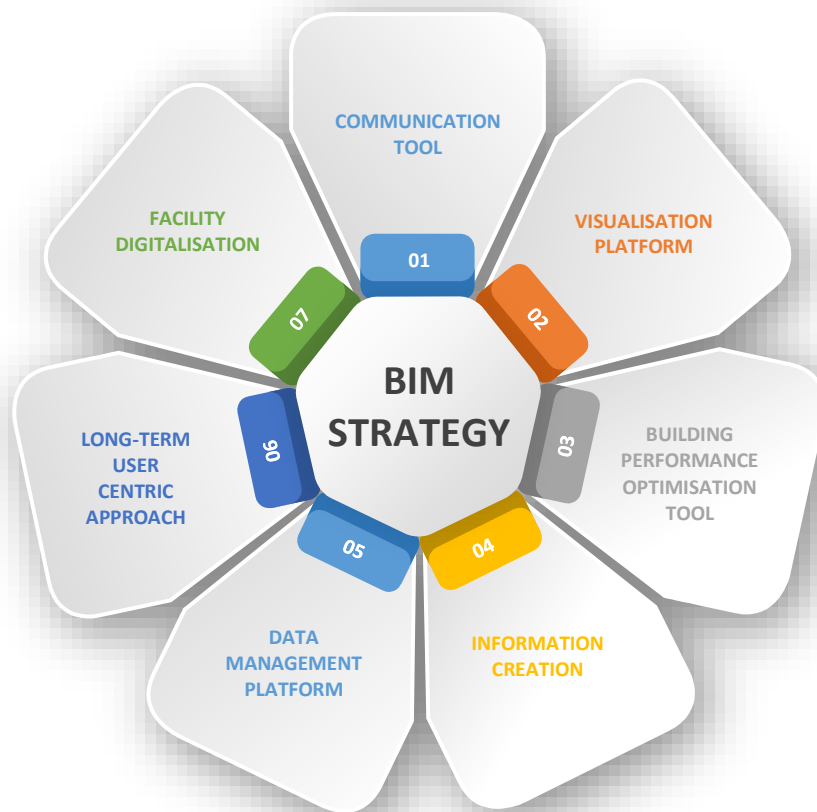 COMMUNICATION
TOOL
01
VISUALISATION
PLATFORM
02
BUILDING
PERFORMANCE
OPTIMISATION
TOOL
03
INFORMATION
CREATION
04
DATA
MANAGEMENT
PLATFORM
05
LONG-TERM
USER
CENTRIC
APPROACH
06
FACILITY
DIGITALISATION
07
BIM
STRATEGY